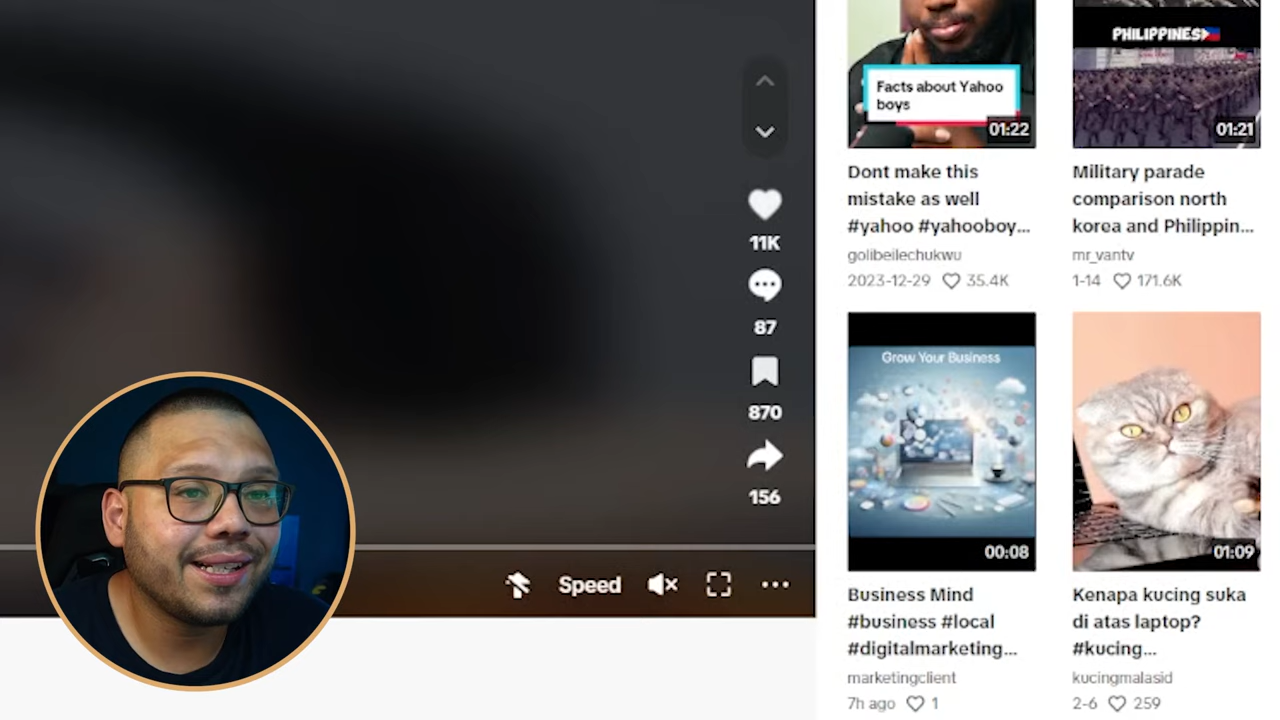 11K
87
870
156
Speed
Facts about Yahoo
boys
01:22
Dont make this
mistake as well
#yahoo #yahooboy...
golibeilechukwu
2023-12-29 35.4K
PHILIPPINES
01:21
Military parade
comparison north
korea and Philippin...
mr_vantv
1-14 171.6K
Grow Your Business
00:08
Business Mind
#business #local
#digitalmarketing...
marketingclient
7h ago 1
01:09
Kenapa kucing suka
di atas laptop?
#kucing...
kucingmalasid
2-6 259